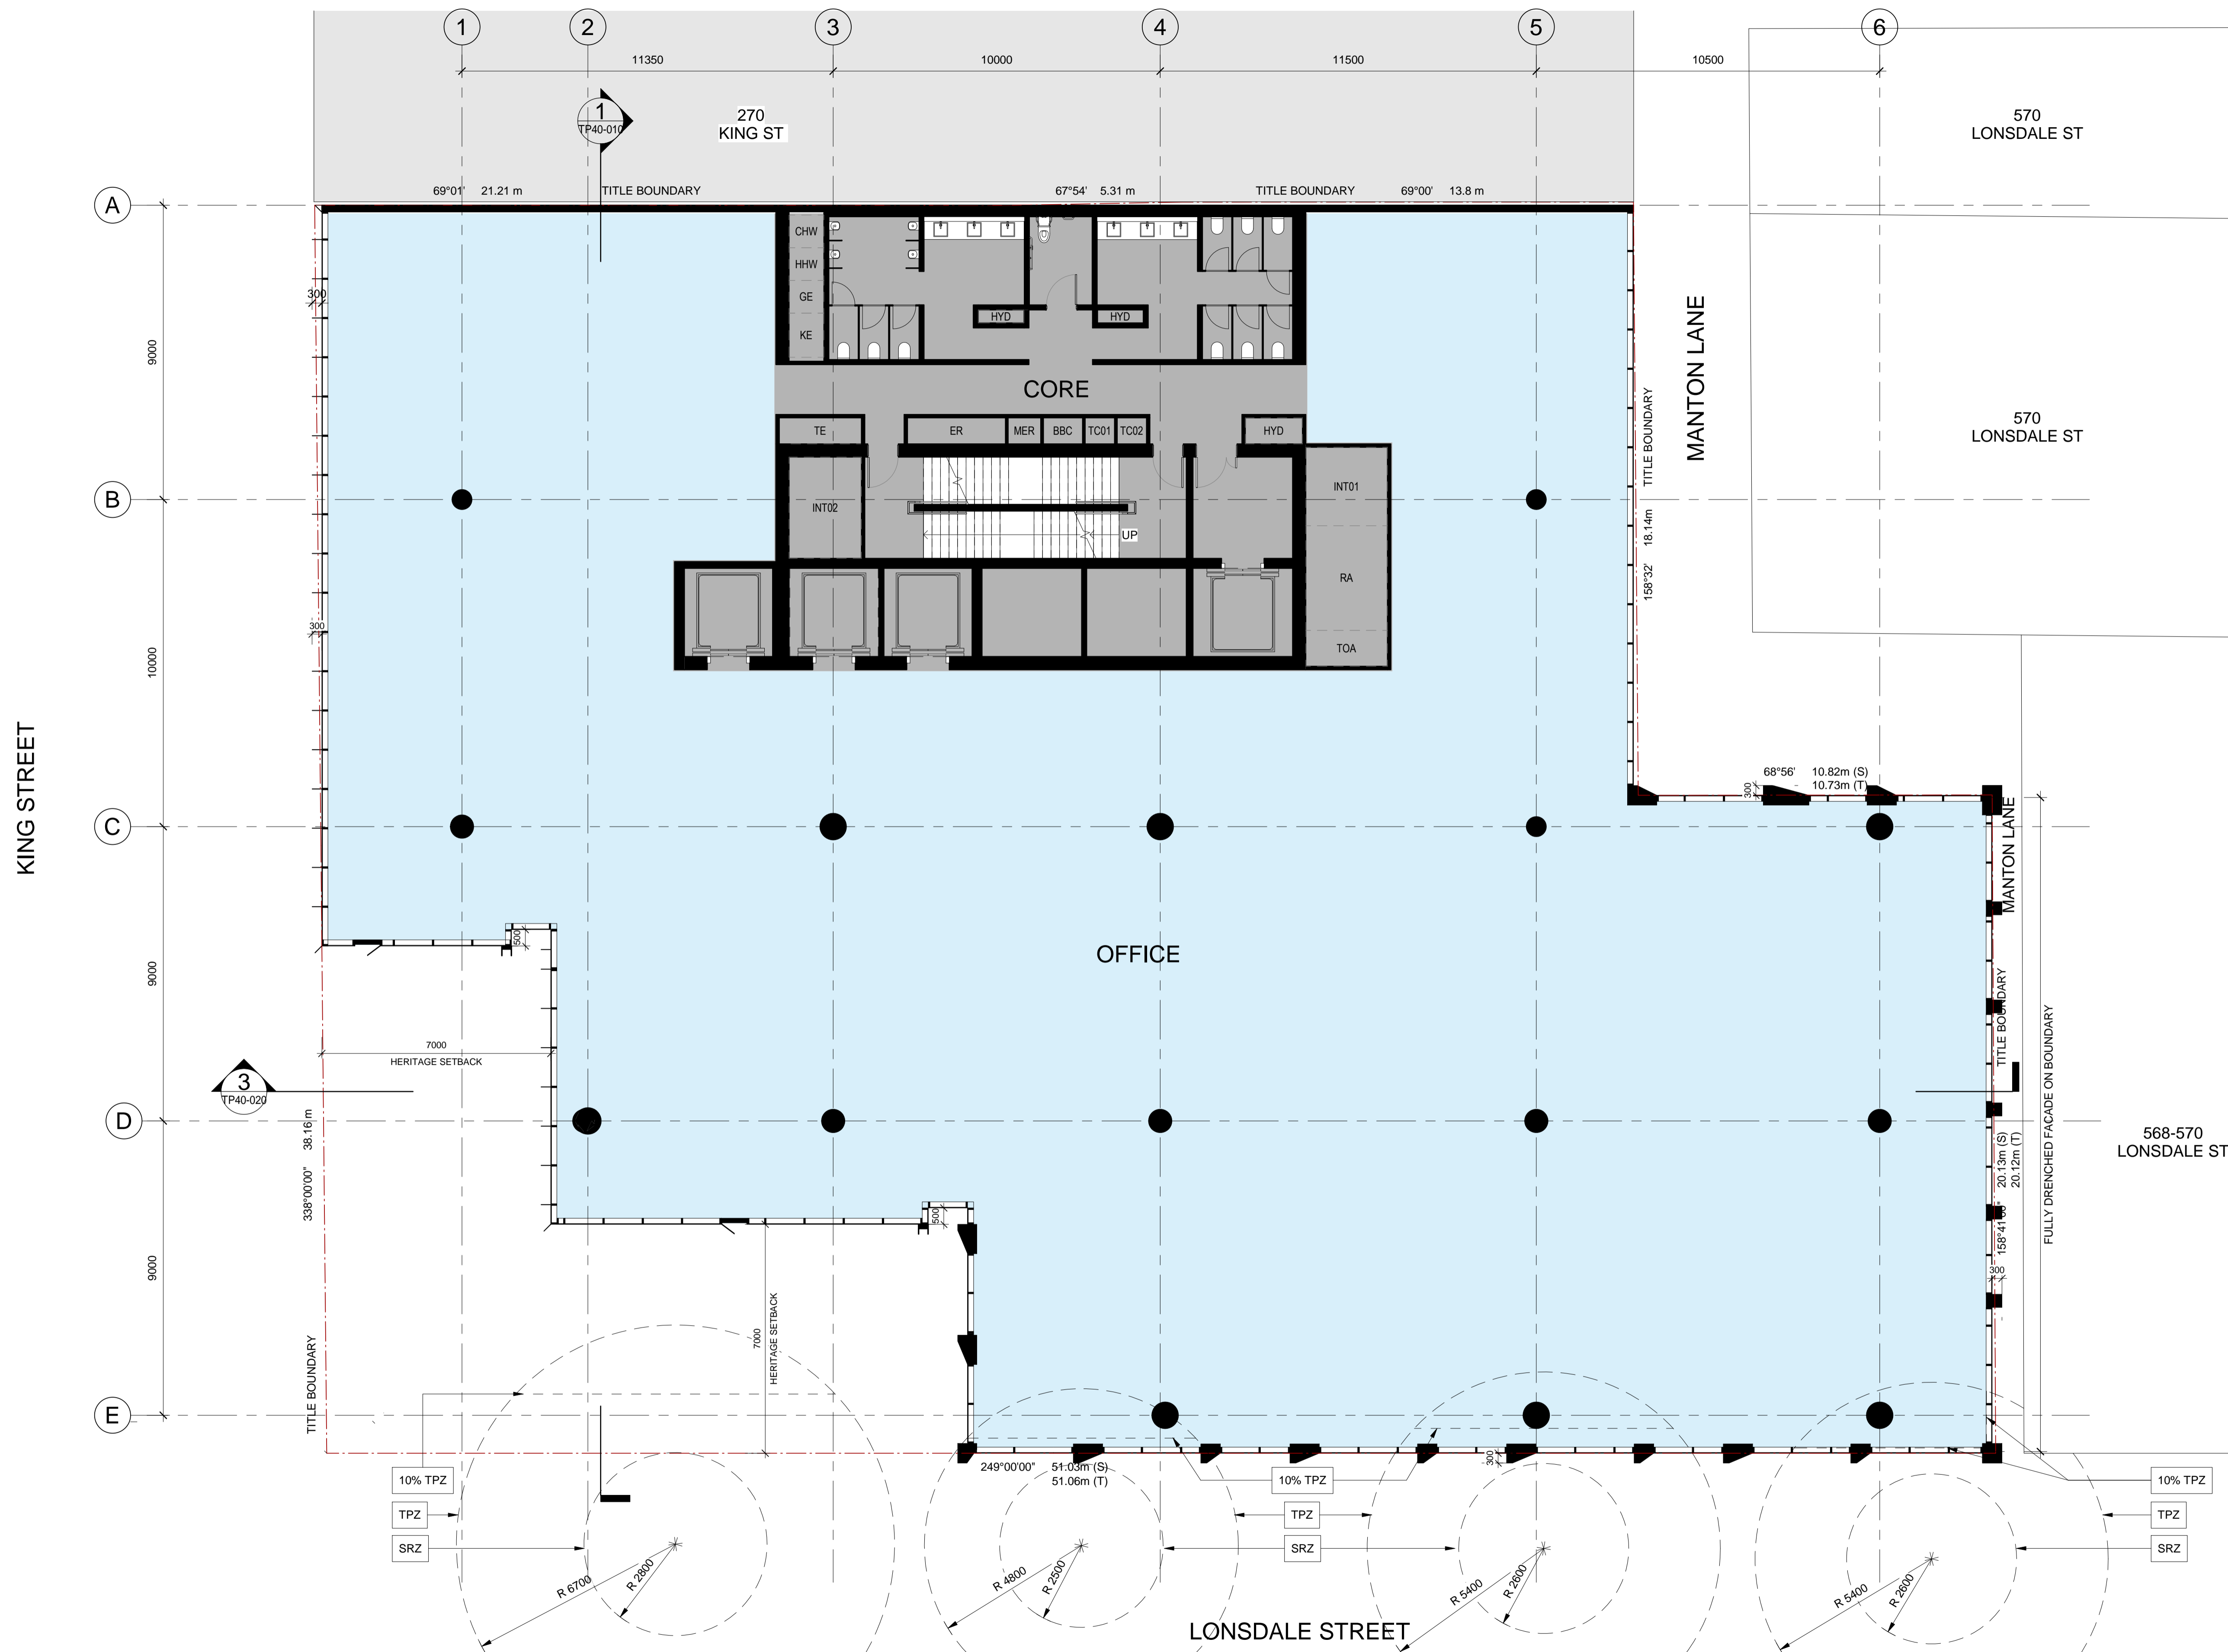 1
2
3
4
5
6
11350
10000
11500
10500
1
TP40-010
270
KING ST
570
LONSDALE ST
69°01' 21.21 m
TITLE BOUNDARY
67°54' 5.31 m
TITLE BOUNDARY
69°00' 13.8 m
A
CHW
HHW
GE
KE
HYD
HYD
300
9000
MANTON LANE
CORE
TITLE BOUNDARY
570
LONSDALE ST
TE
ER
MER
BBC
TC01
TC02
HYD
B
INT02
INT01
UP
18.14m
158°32'
RA
TOA
300
10000
KING STREET
68°56' 10.82m (S)
10.73m (T)
300
C
MANTON LANE
500
OFFICE
9000
TITLE BOUNDARY
FULLY DRENCHED FACADE ON BOUNDARY
7000
HERITAGE SETBACK
3
TP40-020
D
38.16 m
338°00'00"
568-570
LONSDALE ST
20.13m (S)
20.12m (T)
158°41'00"
500
9000
300
7000
HERITAGE SETBACK
TITLE BOUNDARY
E
249°00'00" 51.03m (S)
51.06m (T)
300
10% TPZ
TPZ
SRZ
10% TPZ
TPZ
SRZ
10% TPZ
TPZ
SRZ
R 6700
R 2800
R 4800
R 2500
R 5400
R 2600
R 5400
R 2600
LONSDALE STREET